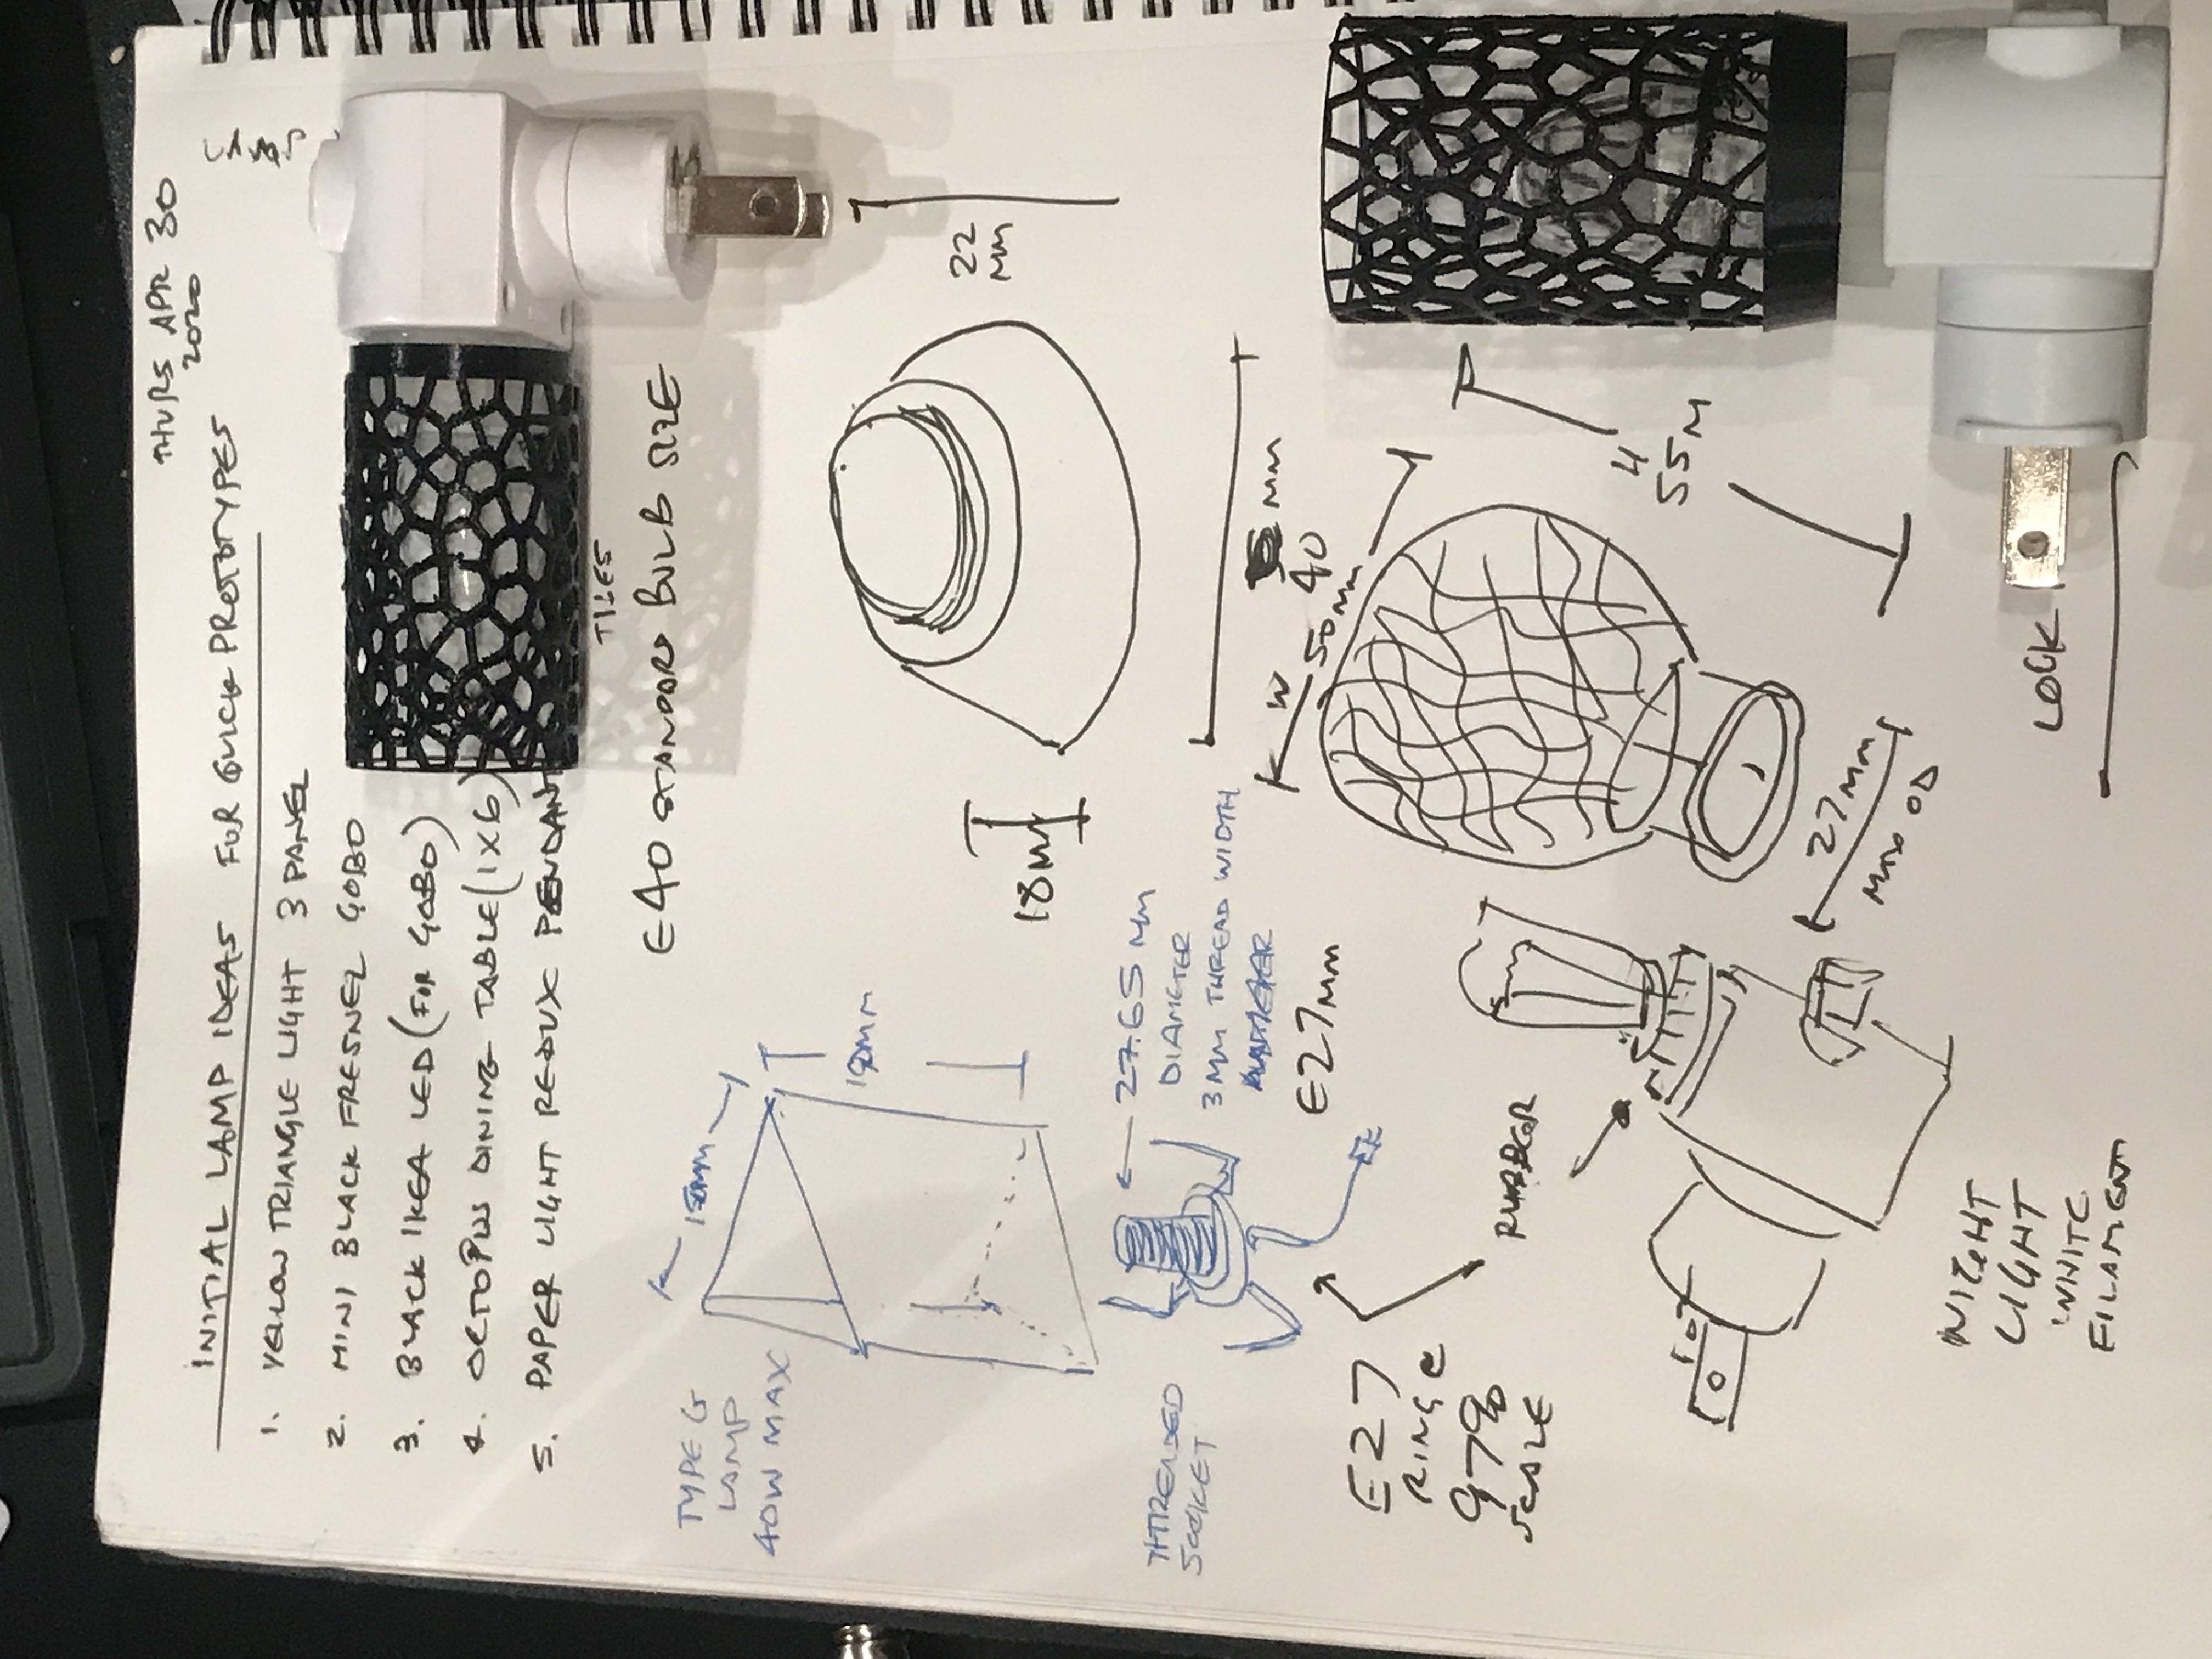 THURS APR 30
2020
INITIAL LAMP IDEAS FOR QUICK PROTOTYPES
1. YELLOW TRIANGLE LIGHT 3 PANEL
2. MINI BLACK FRESNEL GOBO
3. BLACK IKEA LED (FOR GOBO)
4. OCTOPUS DINING TABLE (1X6)
5. PAPER LIGHT REDUX PENDANT
TILES
E40 STANDARD BULB SIZE
TYPE G
LAMP
40W MAX
150MM
190MM
18MM
22
MM
MM
40
THREADED
SOCKET
27.65 MM
DIAMETER
3MM THREAD WIDTH
E27MM
E27
RING @
97%
SCALE
RUBBER
W
50MM
H
55M
27MM
MAX OD
NIGHT
LIGHT
WHITE
FILAMENT
LOCK